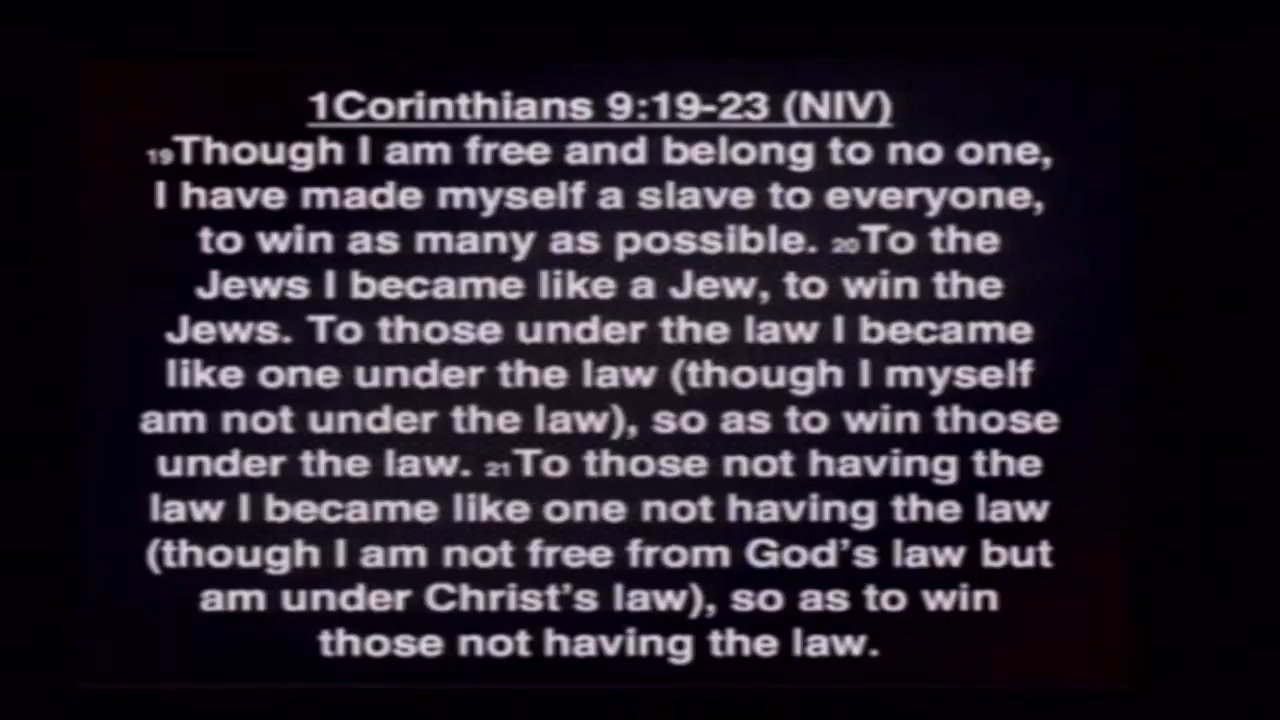 1Corinthians 9:19-23 (NIV)
19Though I am free and belong to no one,
I have made myself a slave to everyone,
to win as many as possible. 20To the
Jews I became like a Jew, to win the
Jews. To those under the law I became
like one under the law (though I myself
am not under the law), so as to win those
under the law. 21To those not having the
law I became like one not having the law
(though I am not free from God’s law but
am under Christ’s law), so as to win
those not having the law.